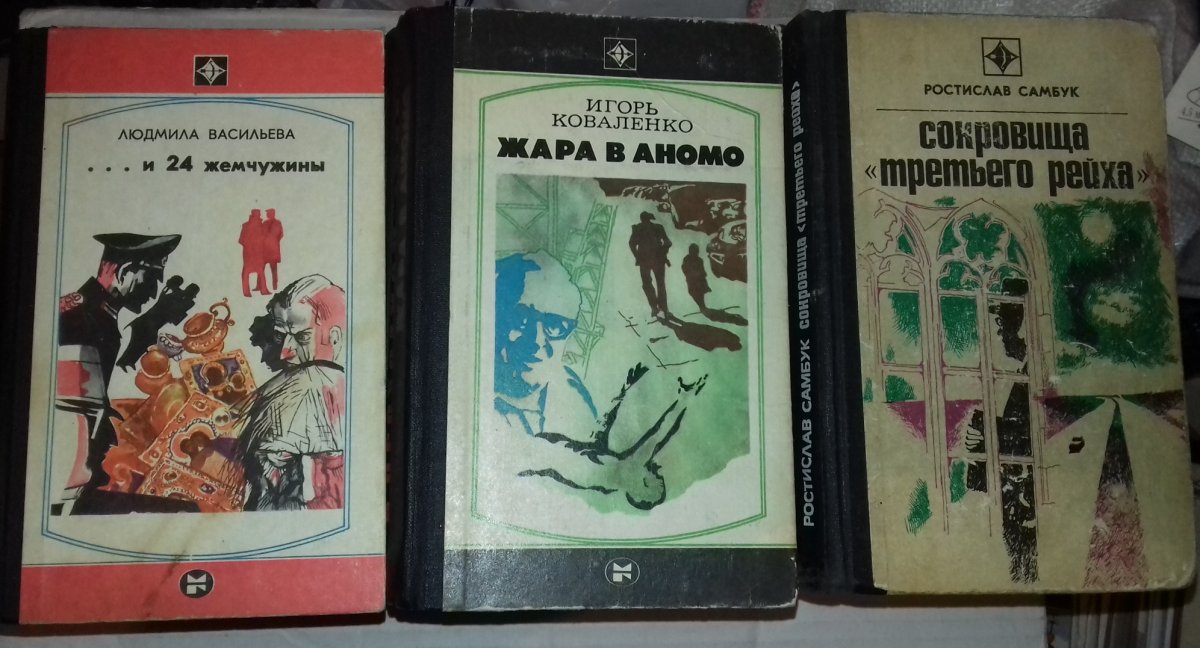 ЛЮДМИЛА ВАСИЛЬЕВА
. . . и 24 жемчужины
ИГОРЬ
КОВАЛЕНКО
ЖАРА В АНОМО
РОСТИСЛАВ САМБУК сокровища «третьего рейха»
РОСТИСЛАВ САМБУК
сокровища
«третьего рейха»